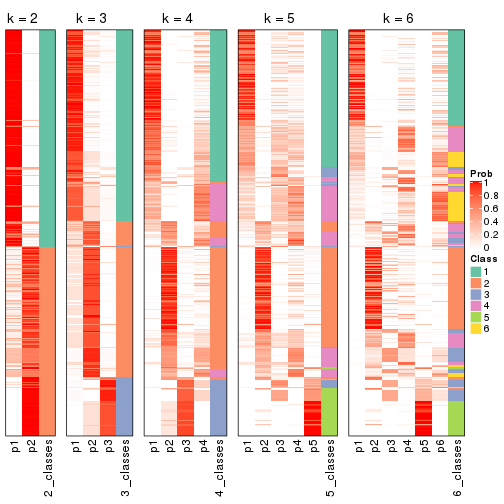 k = 2
k = 3
k = 4
k = 5
k = 6
Prob
1
0.8
0.6
0.4
0.2
0
Class
1
2
3
4
5
6
p1
p2
2_classes
p1
p2
p3
3_classes
p1
p2
p3
p4
4_classes
p1
p2
p3
p4
p5
5_classes
p1
p2
p3
p4
p5
p6
6_classes